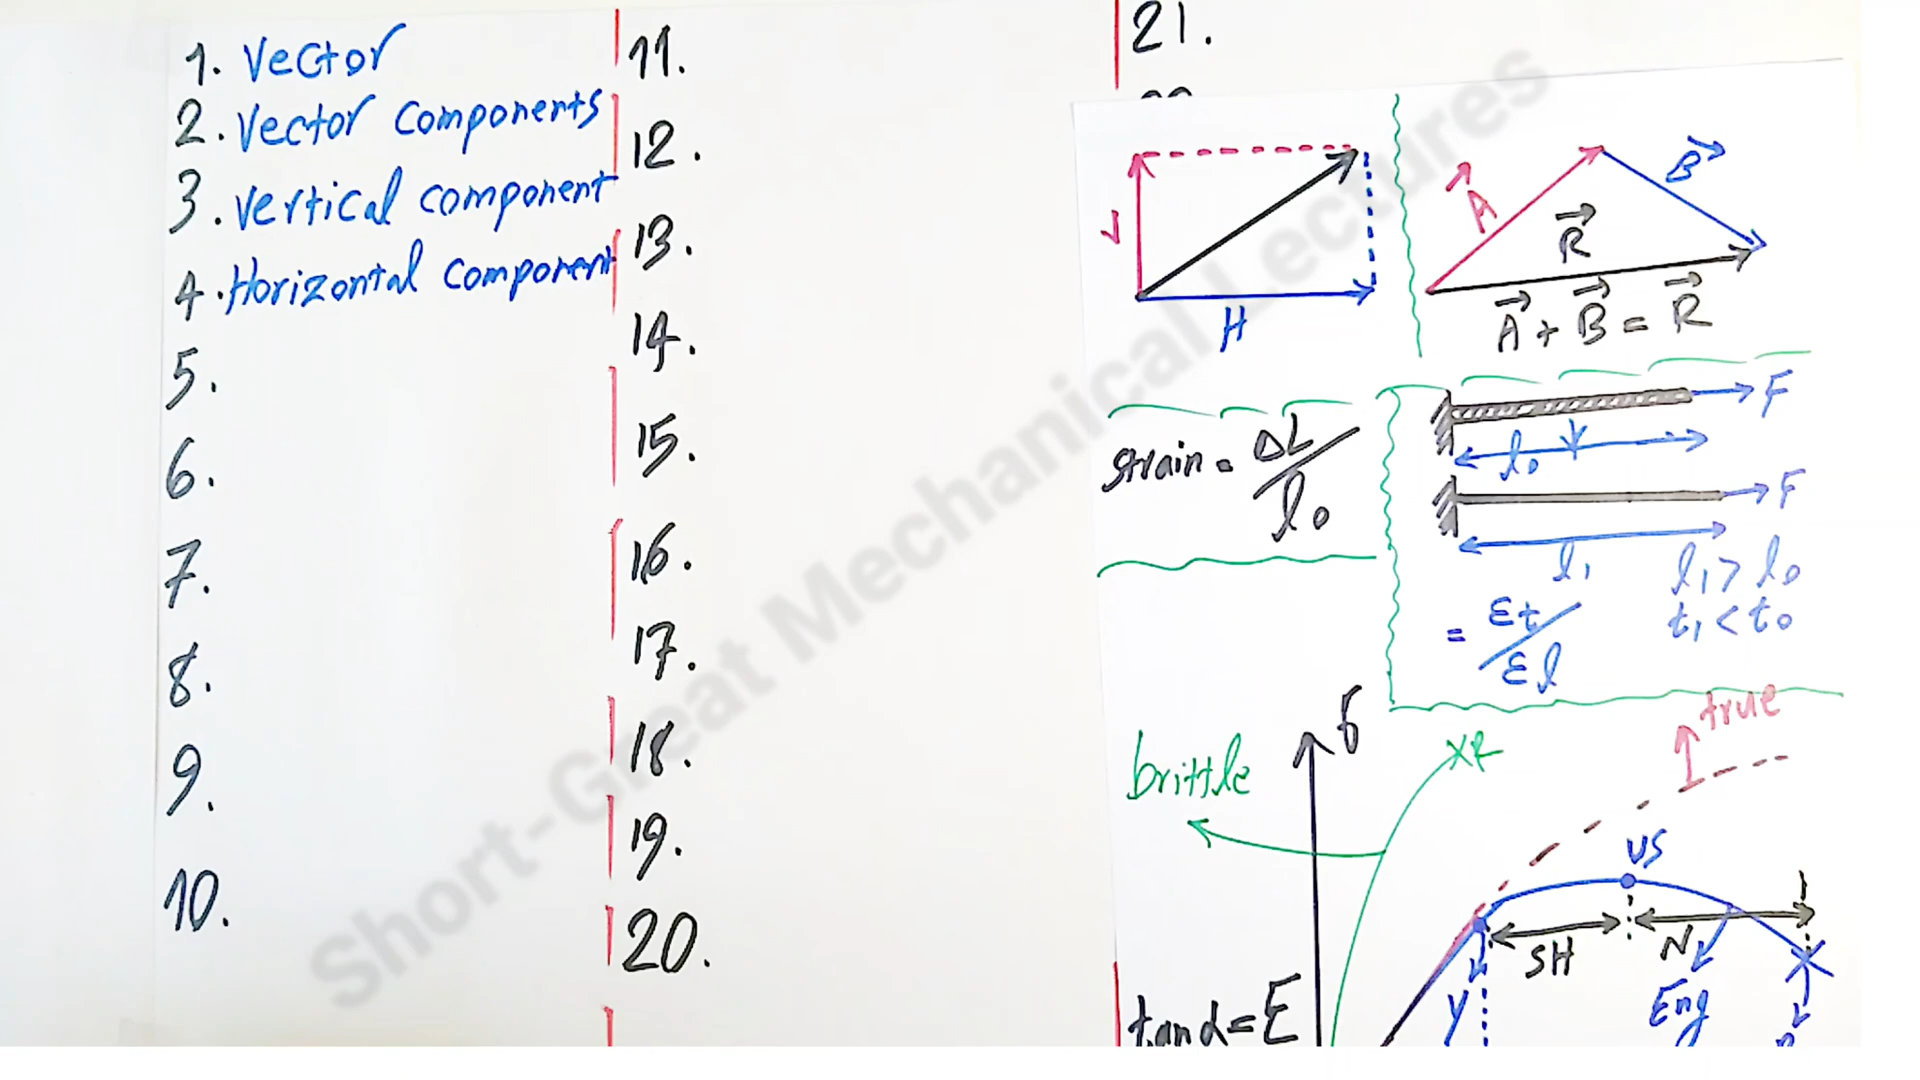 1. Vector
2. Vector components
3. Vertical component
4. Horizontal component
5.
6.
7.
8.
9.
10.
11.
12.
13.
14.
15.
16.
17.
18.
19.
20.
21.
V
H
A
B
R
A + B = R
strain = ΔL / l0
F
l0
F
l1
l1 > l0
t1 < t0
= εt / εl
brittle
σ
XR
true
US
SH
N
Y
Eng
tan α = E
Short-Great Mechanical Lectures